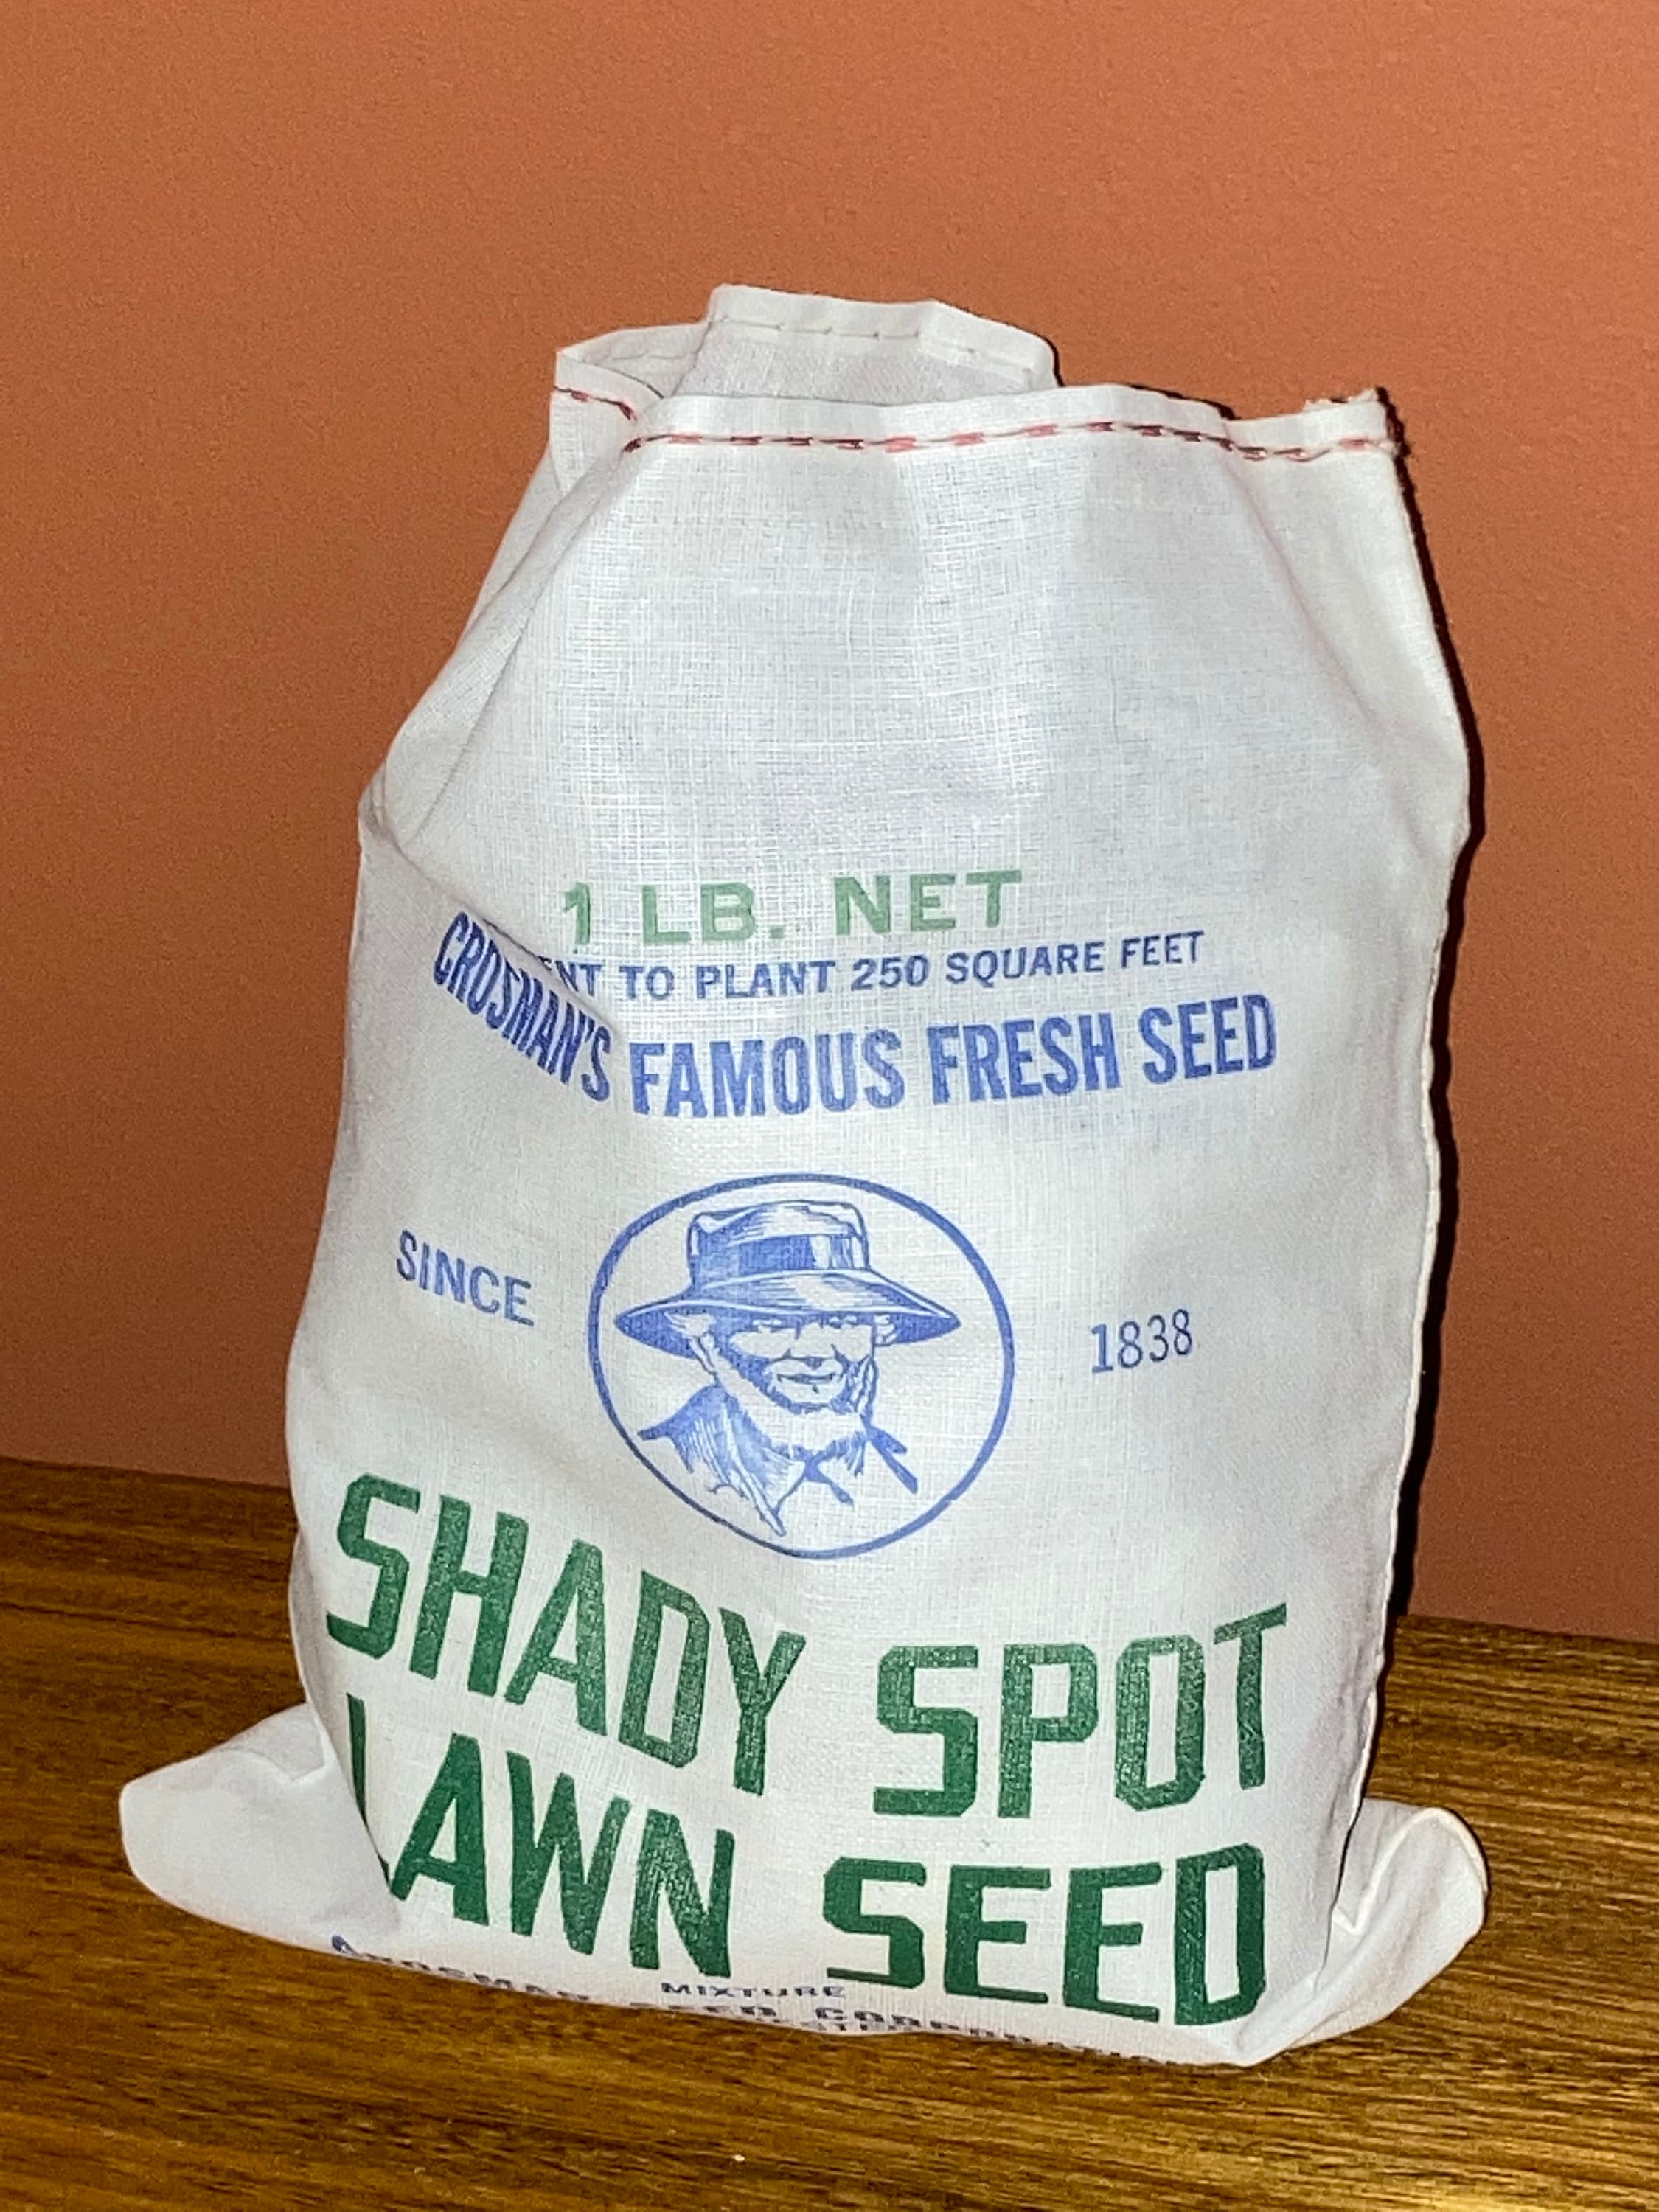 1 LB. NET
TO PLANT 250 SQUARE FEET
CROSMAN'S FAMOUS FRESH SEED
SINCE 1838
SHADY SPOT
LAWN SEED
MIXTURE
SEED